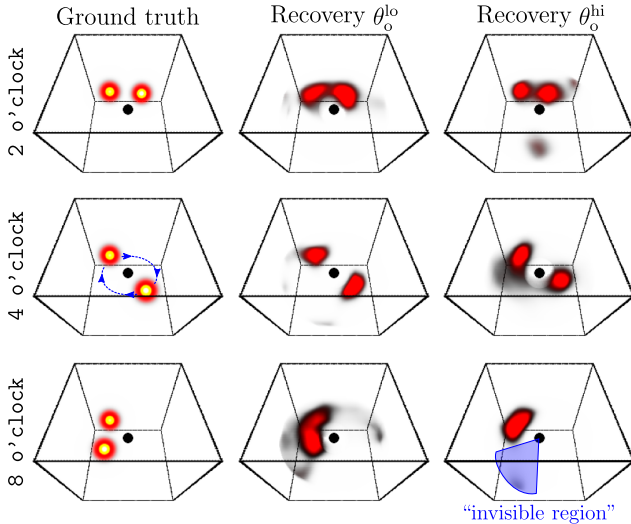 Ground truth
Recovery θ_o^lo
Recovery θ_o^hi
2 o'clock
4 o'clock
8 o'clock
“invisible region”